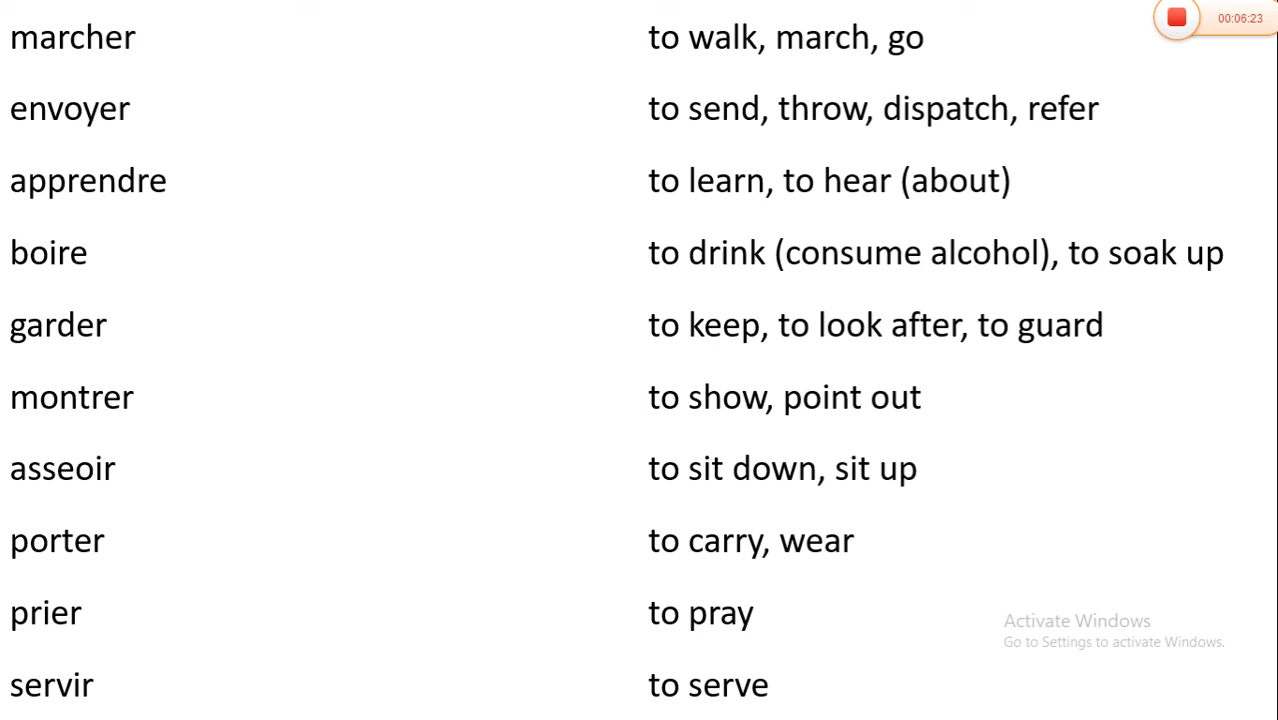 00:06:23
marcher to walk, march, go
envoyer to send, throw, dispatch, refer
apprendre to learn, to hear (about)
boire to drink (consume alcohol), to soak up
garder to keep, to look after, to guard
montrer to show, point out
asseoir to sit down, sit up
porter to carry, wear
prier to pray
Activate Windows
Go to Settings to activate Windows.
servir to serve